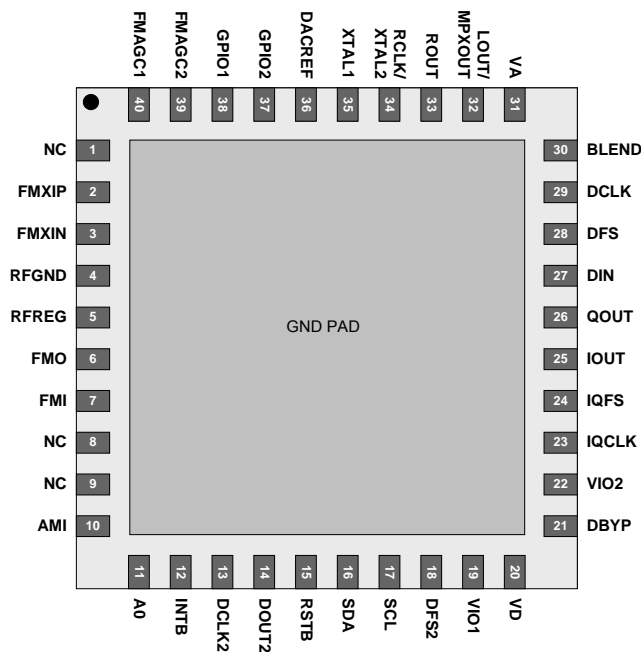 FMAGC1
FMAGC2
GPIO1
GPIO2
DACREF
XTAL1
RCLK/
XTAL2
ROUT
LOUT/
MPXOUT
VA
40
39
38
37
36
35
34
33
32
31
NC 1
FMXIP 2
FMXIN 3
RFGND 4
RFREG 5
FMO 6
FMI 7
NC 8
NC 9
AMI 10
GND PAD
30 BLEND
29 DCLK
28 DFS
27 DIN
26 QOUT
25 IOUT
24 IQFS
23 IQCLK
22 VIO2
21 DBYP
11
12
13
14
15
16
17
18
19
20
A0
INTB
DCLK2
DOUT2
RSTB
SDA
SCL
DFS2
VIO1
VD